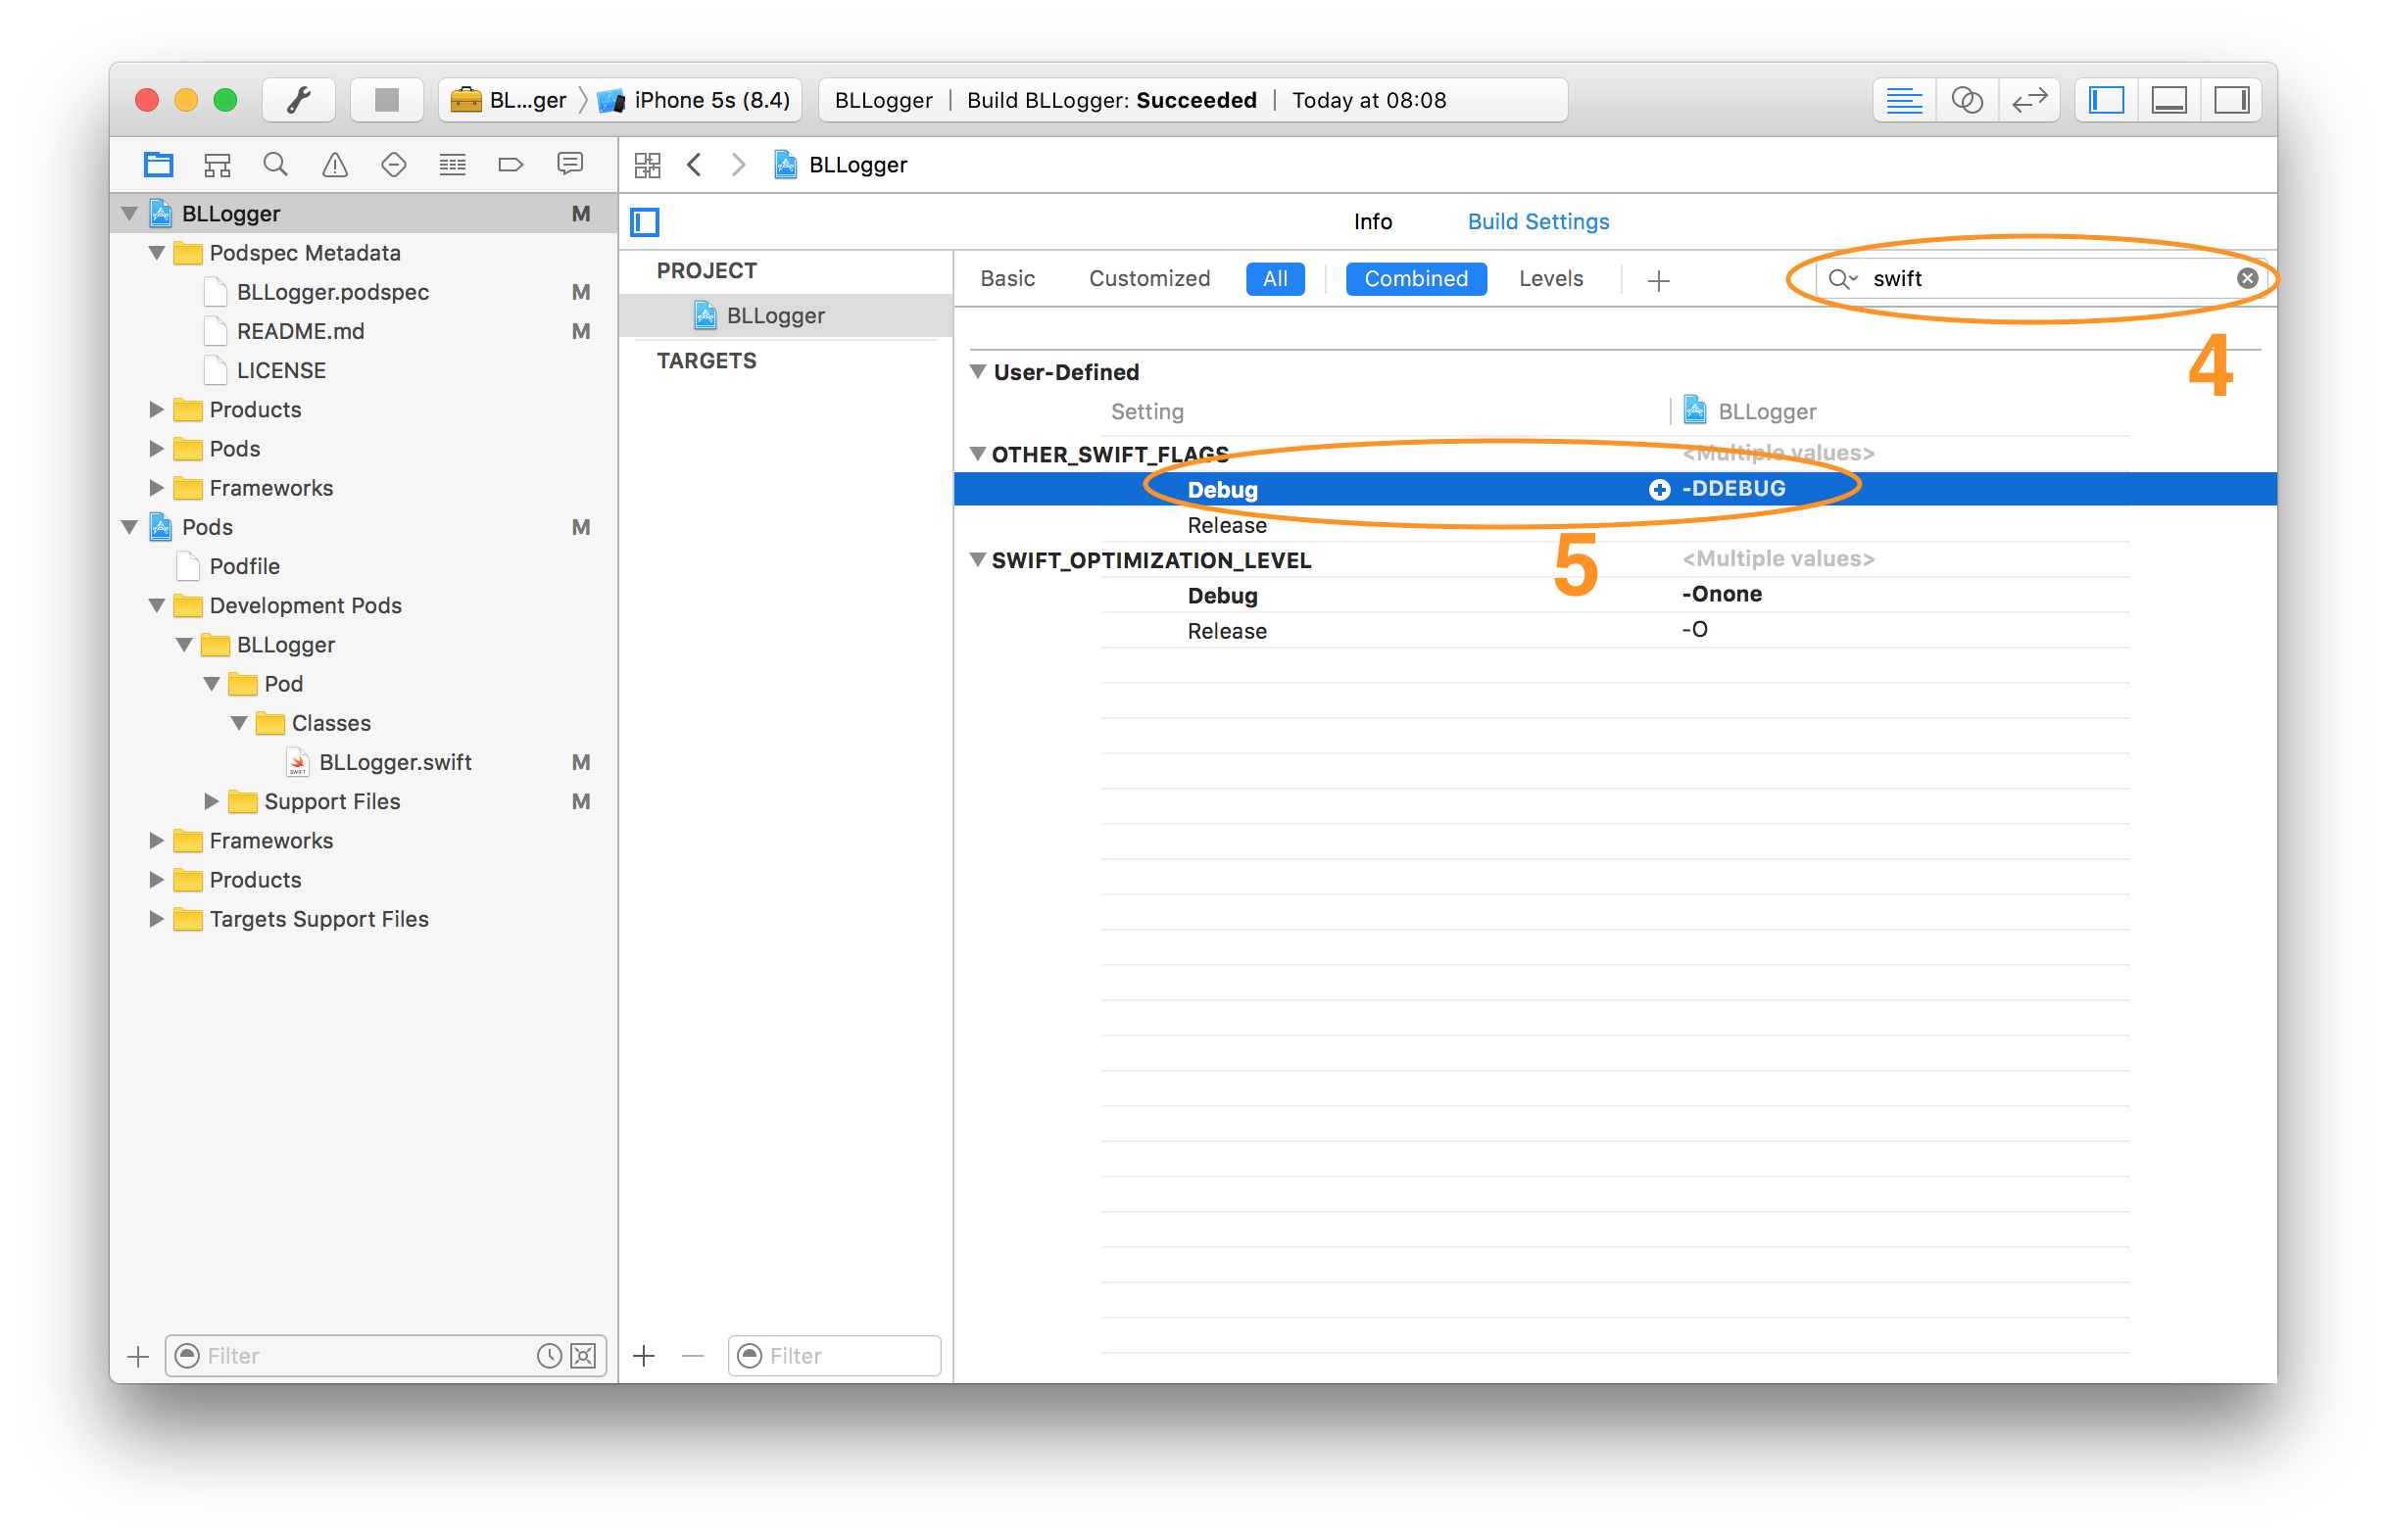 BL...ger
iPhone 5s (8.4)
BLLogger | Build BLLogger: Succeeded | Today at 08:08
BLLogger
BLLogger M
Podspec Metadata
BLLogger.podspec M
README.md M
LICENSE
Products
Pods
Frameworks
Pods M
Podfile
Development Pods
BLLogger
Pod
Classes
SWIFT
BLLogger.swift M
Support Files M
Frameworks
Products
Targets Support Files
Filter
Info Build Settings
PROJECT
BLLogger
TARGETS
Filter
Basic Customized All Combined Levels
swift
4
User-Defined
Setting BLLogger
OTHER_SWIFT_FLAGS <Multiple values>
Debug -DDEBUG
Release
5
SWIFT_OPTIMIZATION_LEVEL <Multiple values>
Debug -Onone
Release -O